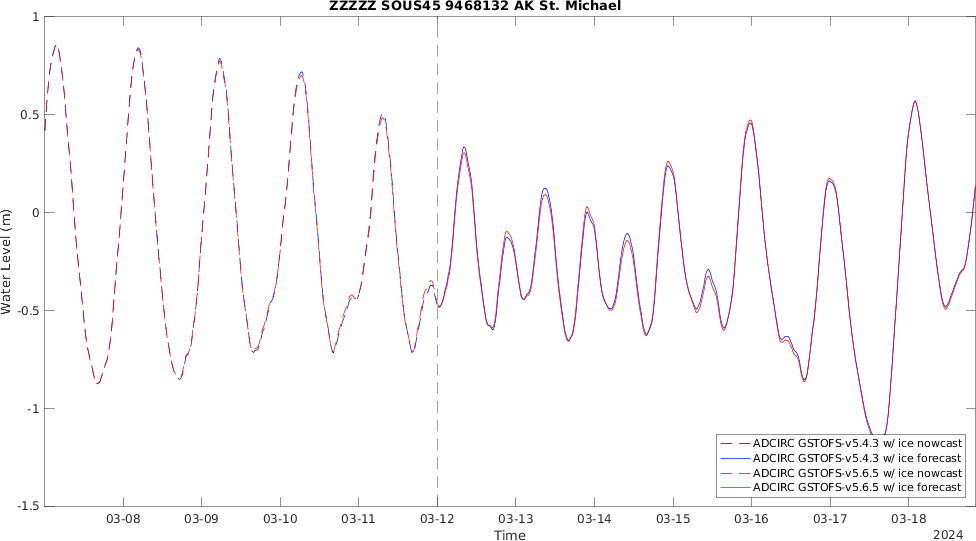 ZZZZZ SOUS45 9468132 AK St. Michael
Water Level (m)
1
0.5
0
-0.5
-1
-1.5
ADCIRC GSTOFS-v5.4.3 w/ ice nowcast
ADCIRC GSTOFS-v5.4.3 w/ ice forecast
ADCIRC GSTOFS-v5.6.5 w/ ice nowcast
ADCIRC GSTOFS-v5.6.5 w/ ice forecast
03-08 03-09 03-10 03-11 03-12 03-13 03-14 03-15 03-16 03-17 03-18
Time
2024